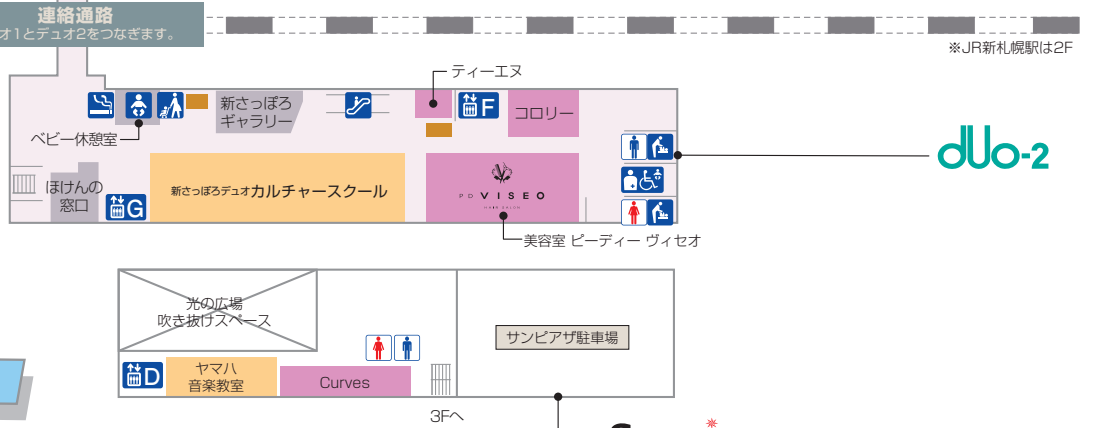 連絡通路
オ1とデュオ2をつなぎます。
※JR新札幌駅は2F
ティーエヌ
新さっぽろ
ギャラリー
F
コロリー
ベビー休憩室
duo-2
ほけんの
窓口
G
新さっぽろデュオカルチャースクール
PD VISEO
HAIR SALON
美容室 ピーディー ヴィセオ
光の広場
吹き抜けスペース
サンピアザ駐車場
D
ヤマハ
音楽教室
Curves
3Fへ